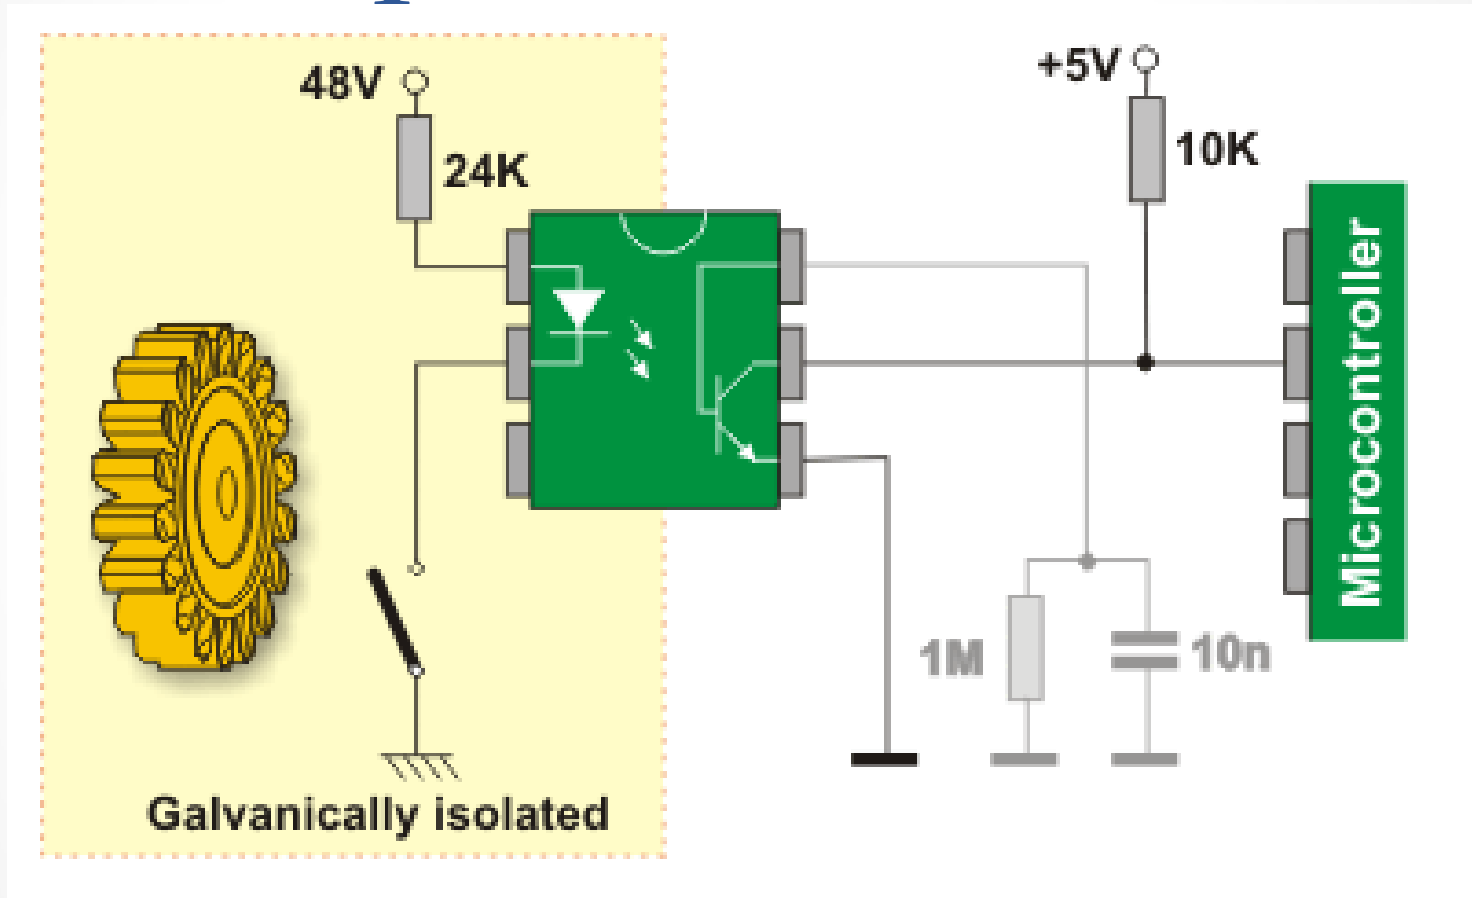 48V
24K
+5V
10K
Microcontroller
1M
10n
Galvanically isolated